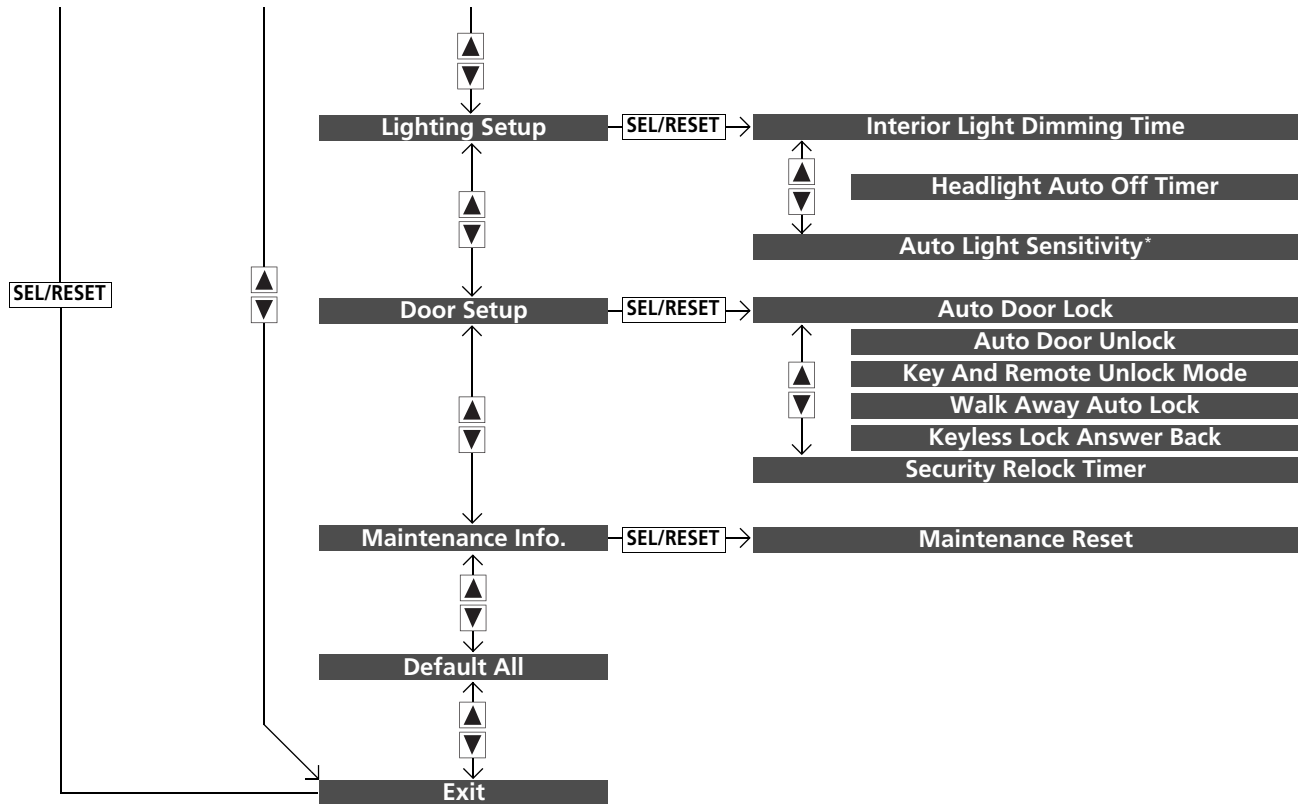 Lighting Setup SEL/RESET Interior Light Dimming Time
Headlight Auto Off Timer
Auto Light Sensitivity*
SEL/RESET
Door Setup SEL/RESET Auto Door Lock
Auto Door Unlock
Key And Remote Unlock Mode
Walk Away Auto Lock
Keyless Lock Answer Back
Security Relock Timer
Maintenance Info. SEL/RESET Maintenance Reset
Default All
Exit